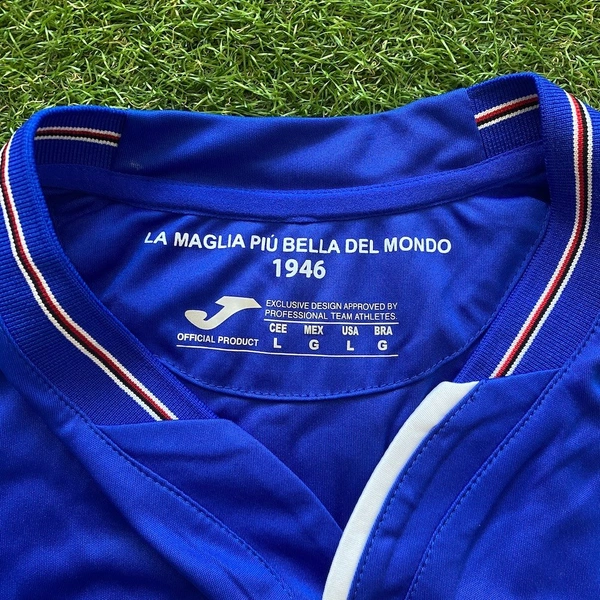 LA MAGLIA PIÙ BELLA DEL MONDO
1946
EXCLUSIVE DESIGN APPROVED BY
PROFESSIONAL TEAM ATHLETES.
OFFICIAL PRODUCT
CEE MEX USA BRA
L G L G